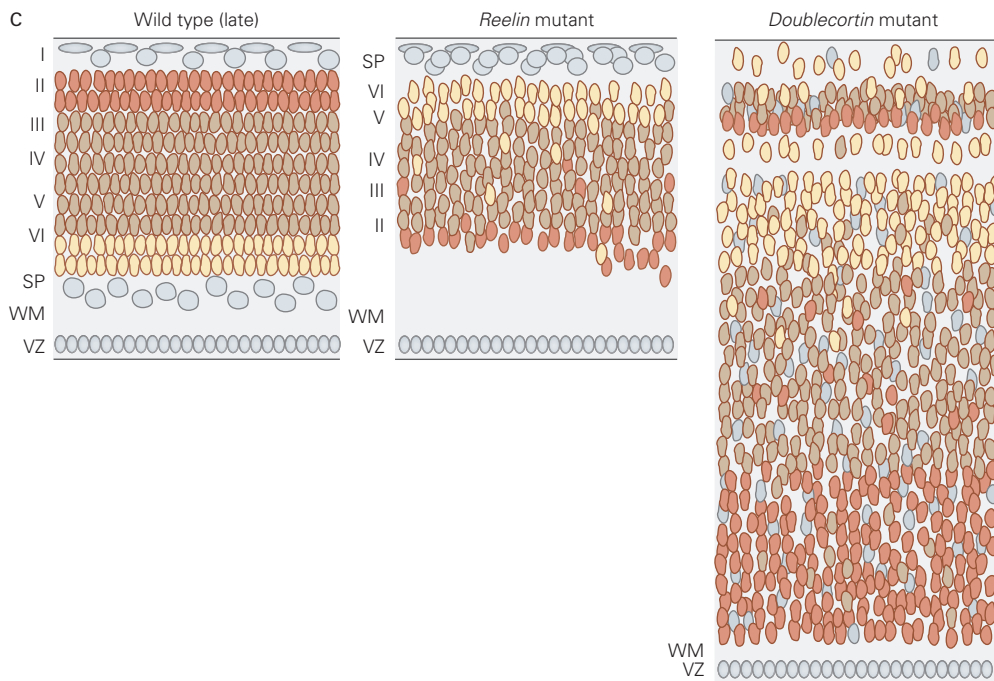 C
Wild type (late)
I
II
III
IV
V
VI
SP
WM
VZ
Reelin mutant
SP
VI
V
IV
III
II
WM
VZ
Doublecortin mutant
WM
VZ